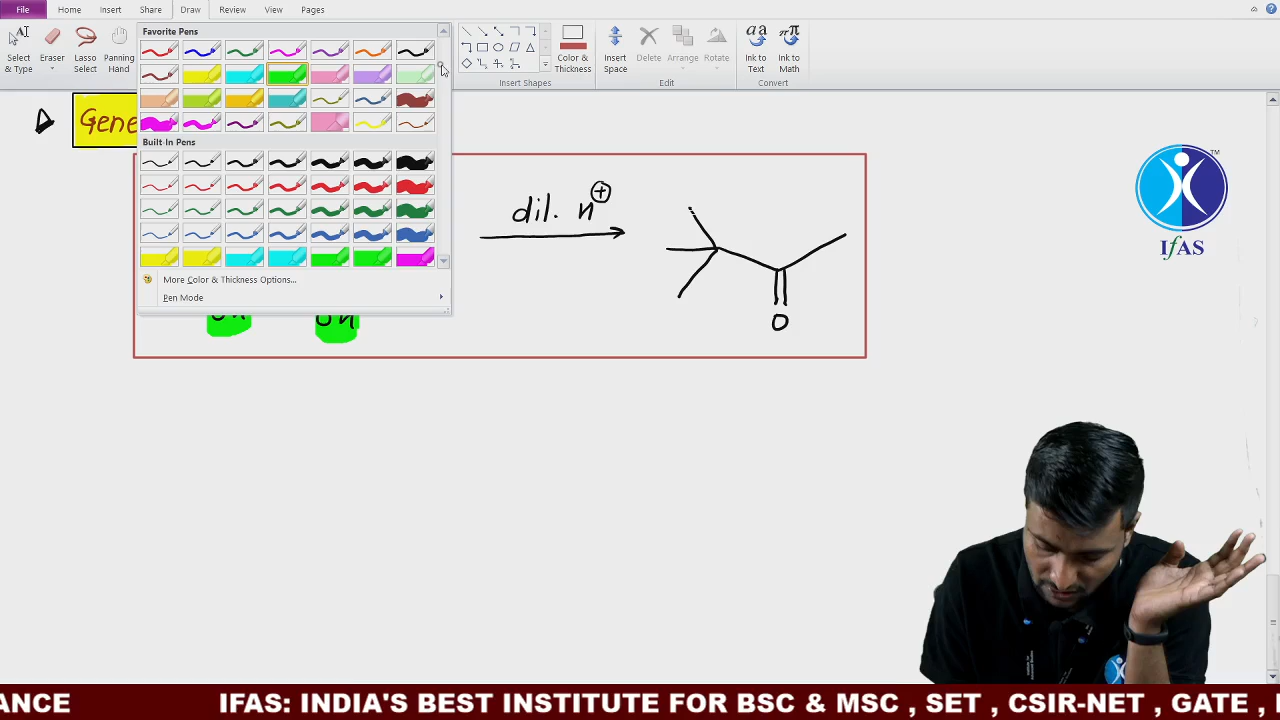 File Home Insert Share Draw Review View Pages
Select & Type
Eraser
Lasso Select
Panning Hand
Favorite Pens
Built-In Pens
More Color & Thickness Options...
Pen Mode
Color & Thickness
Insert Shapes
Insert Space
Delete
Arrange
Rotate
Edit
Ink to Text
Ink to Math
Convert
Gene
dil. H⊕
O
OH OH
TM
IFAS
ANCE IFAS: INDIA'S BEST INSTITUTE FOR BSC & MSC , SET , CSIR-NET , GATE ,